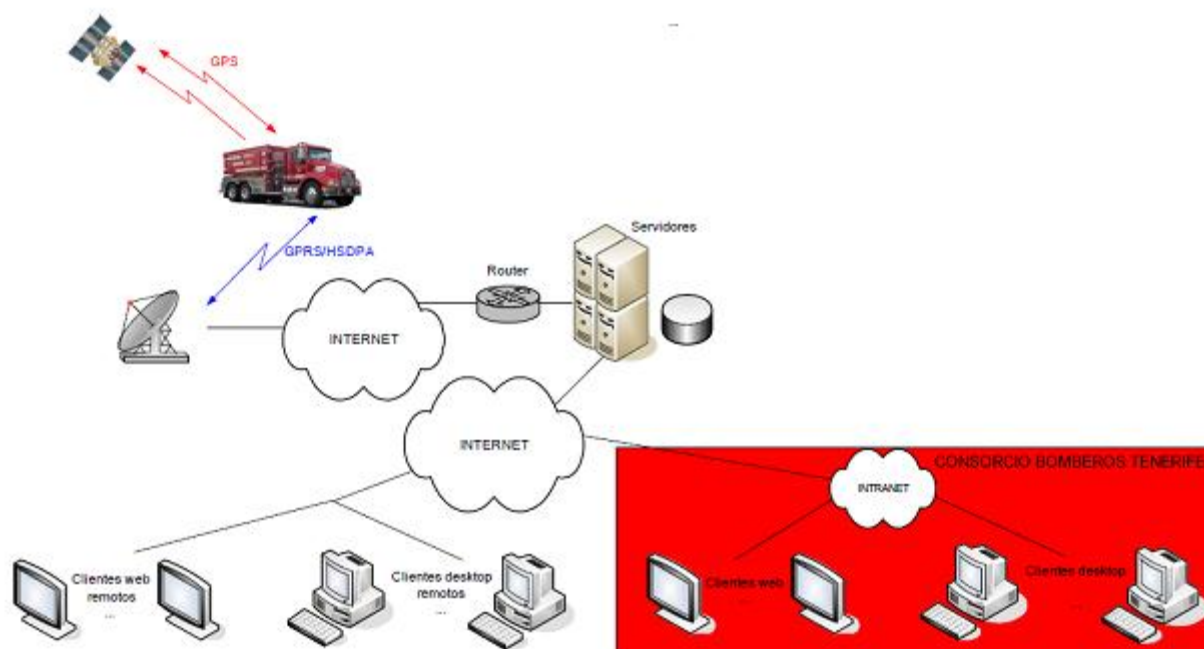 ...
GPS
Servidores
GPRS/HSDPA
Router
INTERNET
INTERNET
CONSORCIO BOMBEROS TENERIFE
INTRANET
Clientes web
remotos
...
Clientes desktop
remotos
...
Clientes web
...
Clientes desktop
...